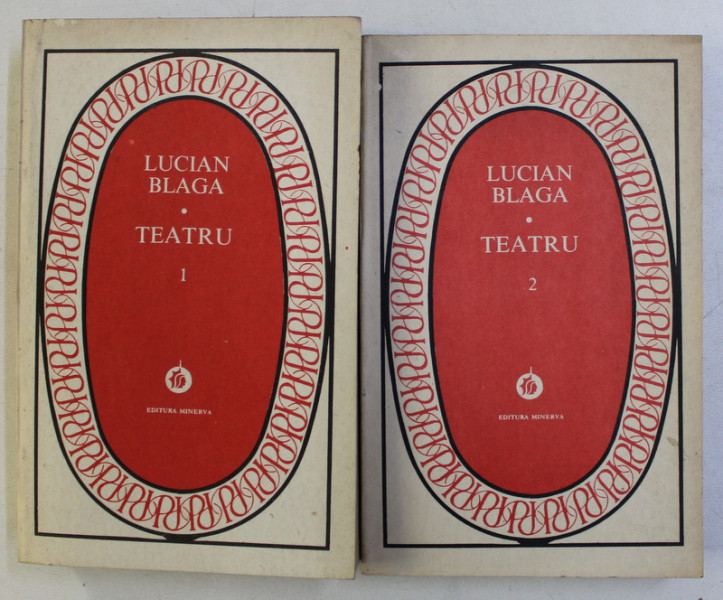 LUCIAN
BLAGA
•
TEATRU
1
EDITURA MINERVA
LUCIAN
BLAGA
•
TEATRU
2
EDITURA MINERVA